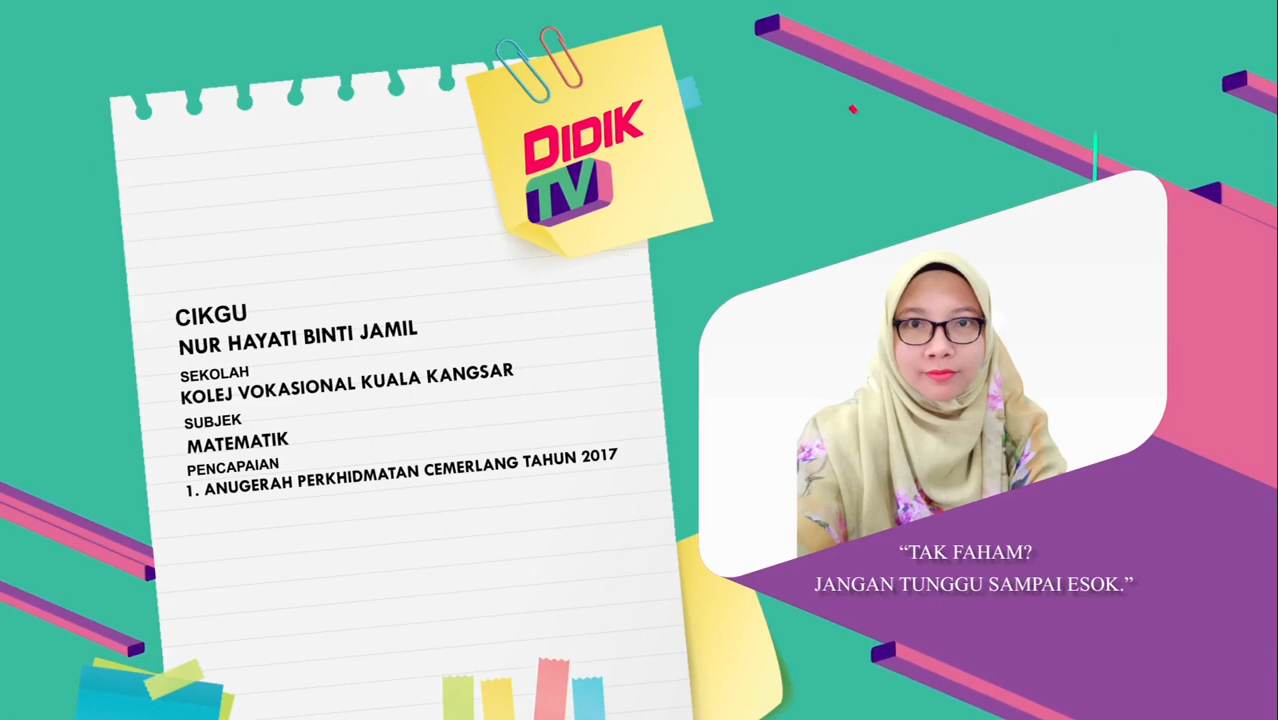 DIDIK
TV
CIKGU
NUR HAYATI BINTI JAMIL
SEKOLAH
KOLEJ VOKASIONAL KUALA KANGSAR
SUBJEK
MATEMATIK
PENCAPAIAN
1. ANUGERAH PERKHIDMATAN CEMERLANG TAHUN 2017
“TAK FAHAM?
JANGAN TUNGGU SAMPAI ESOK.”